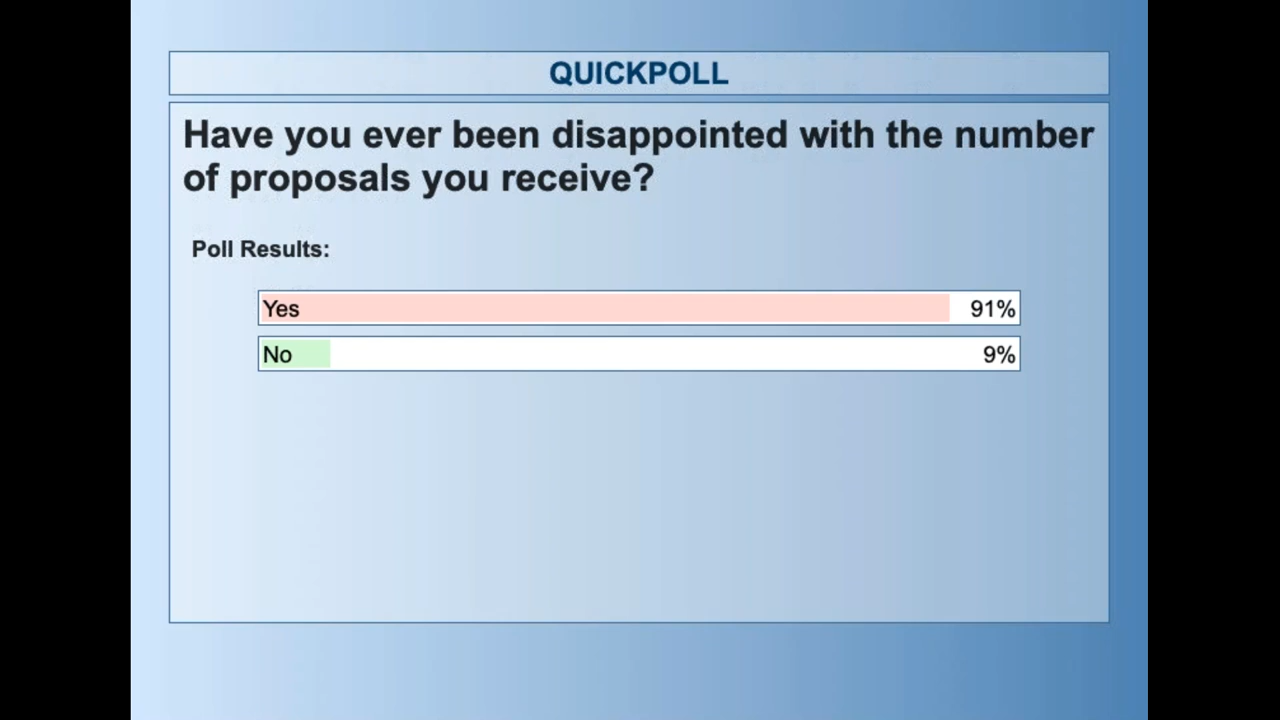 QUICKPOLL
Have you ever been disappointed with the number
of proposals you receive?
Poll Results:
Yes 91%
No 9%